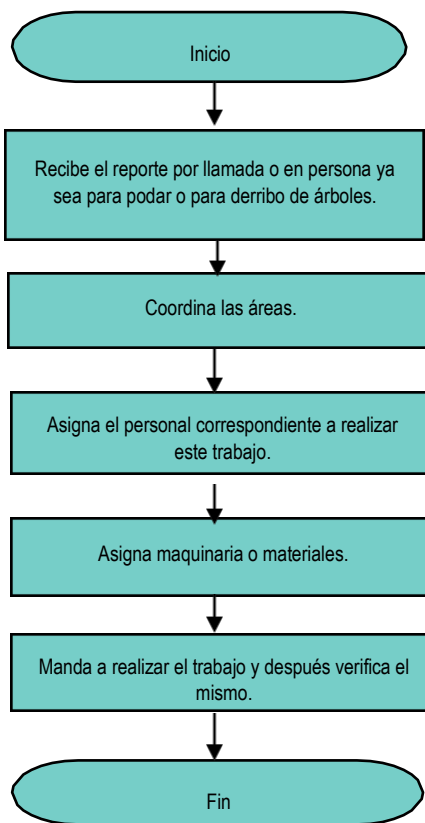 Inicio
Recibe el reporte por llamada o en persona ya
sea para podar o para derribo de árboles.
Coordina las áreas.
Asigna el personal correspondiente a realizar
este trabajo.
Asigna maquinaria o materiales.
Manda a realizar el trabajo y después verifica el
mismo.
Fin